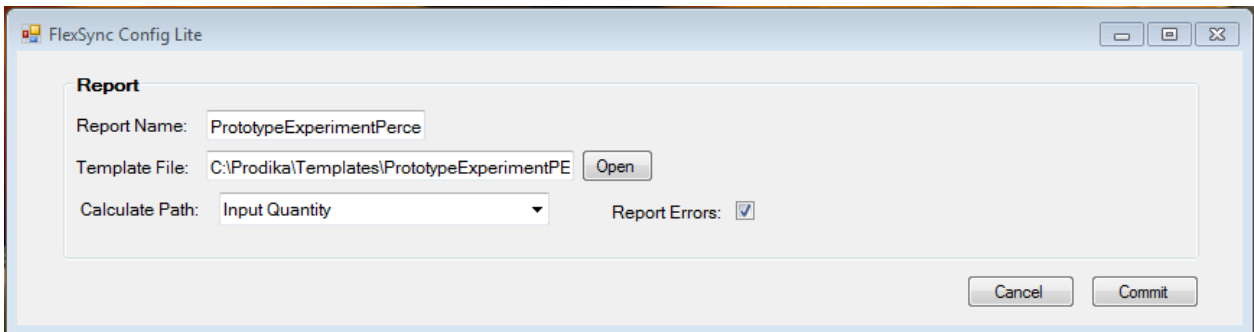 FlexSync Config Lite
Report
Report Name: PrototypeExperimentPerce
Template File: C:\Prodika\Templates\PrototypeExperimentPE Open
Calculate Path: Input Quantity Report Errors:
Cancel Commit